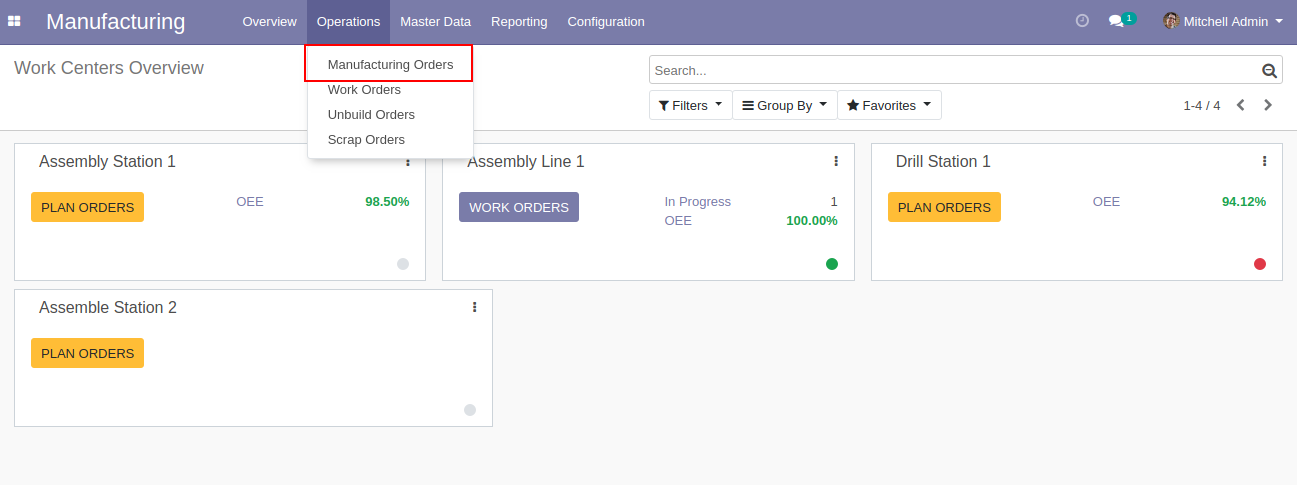 Manufacturing Overview Operations Master Data Reporting Configuration 1 Mitchell Admin
Work Centers Overview
Search...
Manufacturing Orders
Work Orders
Unbuild Orders
Scrap Orders
Filters Group By Favorites 1-4 / 4
Assembly Station 1
PLAN ORDERS OEE 98.50%
Assembly Line 1
WORK ORDERS In Progress 1
OEE 100.00%
Drill Station 1
PLAN ORDERS OEE 94.12%
Assemble Station 2
PLAN ORDERS